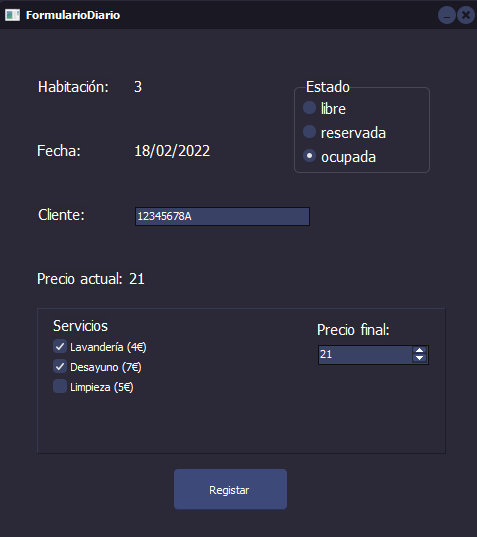 FormularioDiario
Habitación: 3
Estado
libre
reservada
ocupada
Fecha: 18/02/2022
Cliente: 12345678A
Precio actual: 21
Servicios
Lavandería (4€)
Desayuno (7€)
Limpieza (5€)
Precio final:
21
Registar